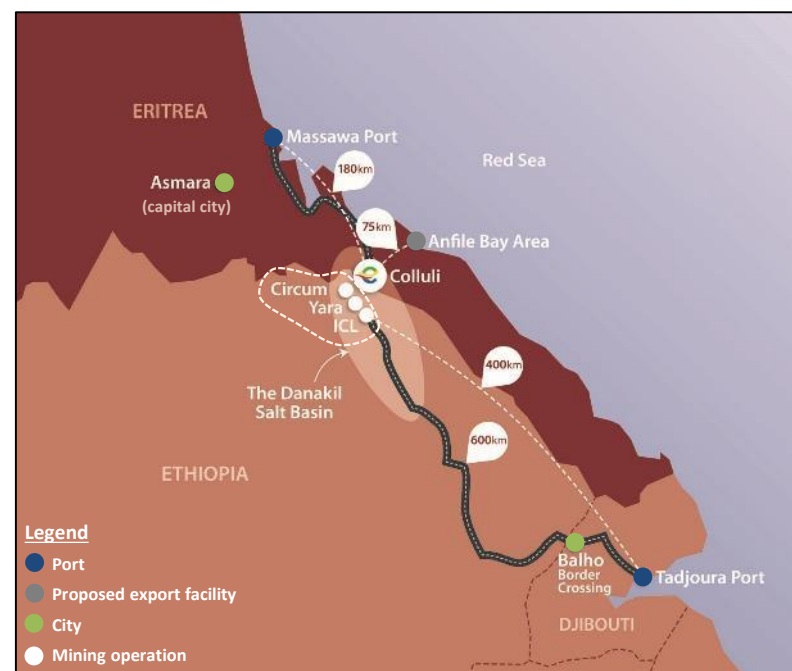 ERITREA
Massawa Port
Red Sea
180km
Asmara
(capital city)
75km
Anfile Bay Area
Colluli
Circum
Yara
ICL
400km
The Danakil
Salt Basin
600km
ETHIOPIA
Legend
Port
Proposed export facility
City
Mining operation
Balho
Border
Crossing
Tadjoura Port
DJIBOUTI